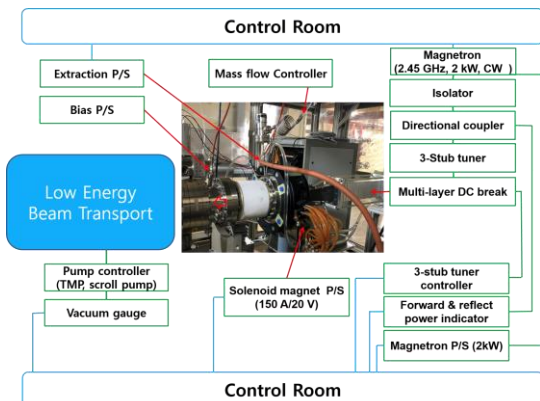 Control Room
Extraction P/S
Mass flow Controller
Magnetron
(2.45 GHz, 2 kW, CW )
Bias P/S
Isolator
Directional coupler
3-Stub tuner
Low Energy
Beam Transport
Multi-layer DC break
Pump controller
(TMP, scroll pump)
Solenoid magnet P/S
(150 A/20 V)
3-stub tuner
controller
Vacuum gauge
Forward & reflect
power indicator
Magnetron P/S (2kW)
Control Room